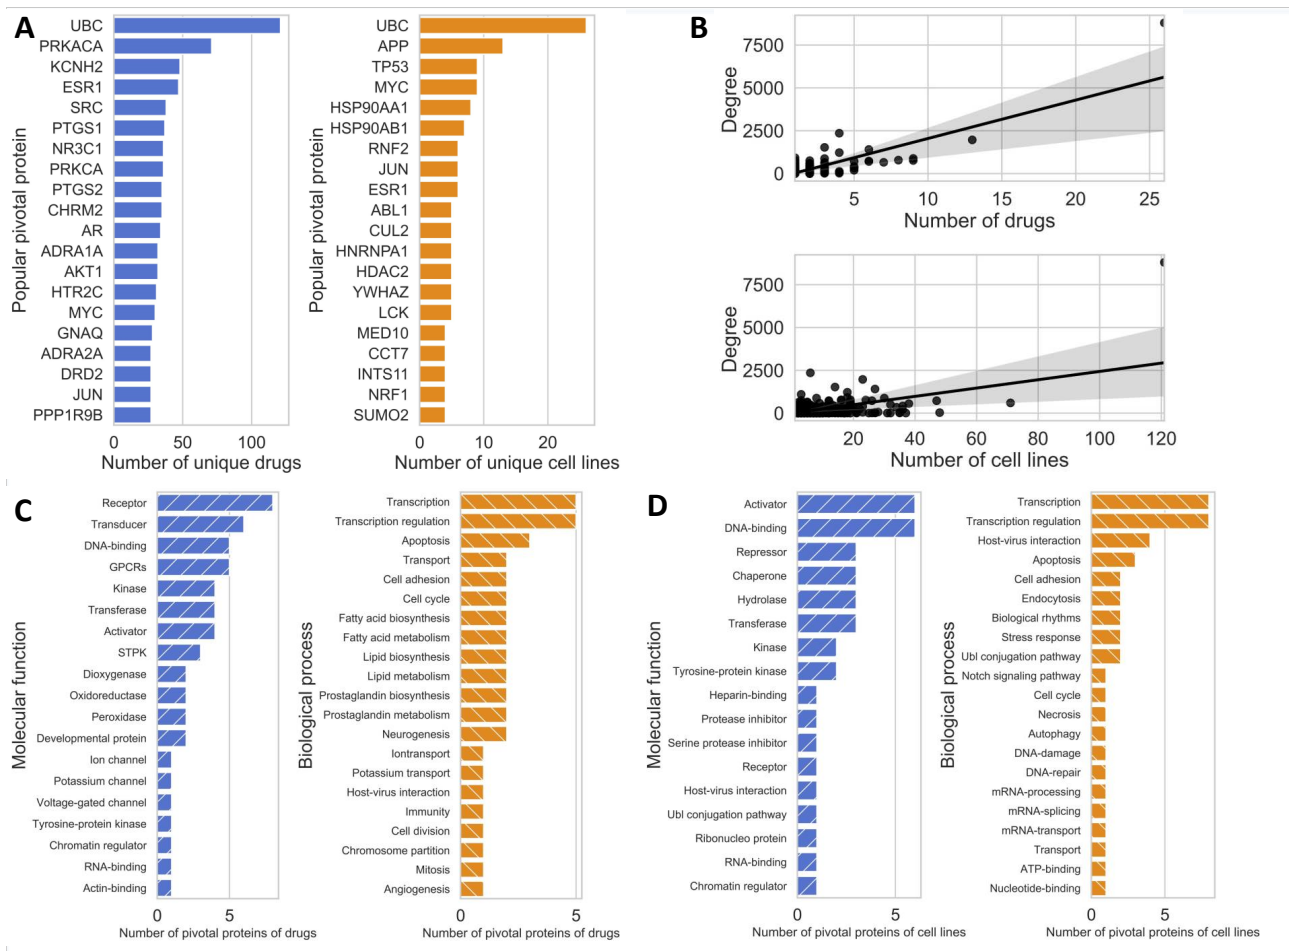 A
Popular pivotal protein
UBC
PRKACA
KCNH2
ESR1
SRC
PTGS1
NR3C1
PRKCA
PTGS2
CHRM2
AR
ADRA1A
AKT1
HTR2C
MYC
GNAQ
ADRA2A
DRD2
JUN
PPP1R9B
0 50 100
Number of unique drugs
Popular pivotal protein
UBC
APP
TP53
MYC
HSP90AA1
HSP90AB1
RNF2
JUN
ESR1
ABL1
CUL2
HNRNPA1
HDAC2
YWHAZ
LCK
MED10
CCT7
INTS11
NRF1
SUMO2
0 10 20
Number of unique cell lines
B
Degree
7500
5000
2500
0
5 10 15 20 25
Number of drugs
Degree
7500
5000
2500
0
20 40 60 80 100 120
Number of cell lines
C
Molecular function
Receptor
Transducer
DNA-binding
GPCRs
Kinase
Transferase
Activator
STPK
Dioxygenase
Oxidoreductase
Peroxidase
Developmental protein
Ion channel
Potassium channel
Voltage-gated channel
Tyrosine-protein kinase
Chromatin regulator
RNA-binding
Actin-binding
0 5
Number of pivotal proteins of drugs
Biological process
Transcription
Transcription regulation
Apoptosis
Transport
Cell adhesion
Cell cycle
Fatty acid biosynthesis
Fatty acid metabolism
Lipid biosynthesis
Lipid metabolism
Prostaglandin biosynthesis
Prostaglandin metabolism
Neurogenesis
Iontransport
Potassium transport
Host-virus interaction
Immunity
Cell division
Chromosome partition
Mitosis
Angiogenesis
0 5
Number of pivotal proteins of drugs
D
Molecular function
Activator
DNA-binding
Repressor
Chaperone
Hydrolase
Transferase
Kinase
Tyrosine-protein kinase
Heparin-binding
Protease inhibitor
Serine protease inhibitor
Receptor
Host-virus interaction
Ubl conjugation pathway
Ribonucleo protein
RNA-binding
Chromatin regulator
0 5
Number of pivotal proteins of cell lines
Biological process
Transcription
Transcription regulation
Host-virus interaction
Apoptosis
Cell adhesion
Endocytosis
Biological rhythms
Stress response
Ubl conjugation pathway
Notch signaling pathway
Cell cycle
Necrosis
Autophagy
DNA-damage
DNA-repair
mRNA-processing
mRNA-splicing
mRNA-transport
Transport
ATP-binding
Nucleotide-binding
0 5
Number of pivotal proteins of cell lines